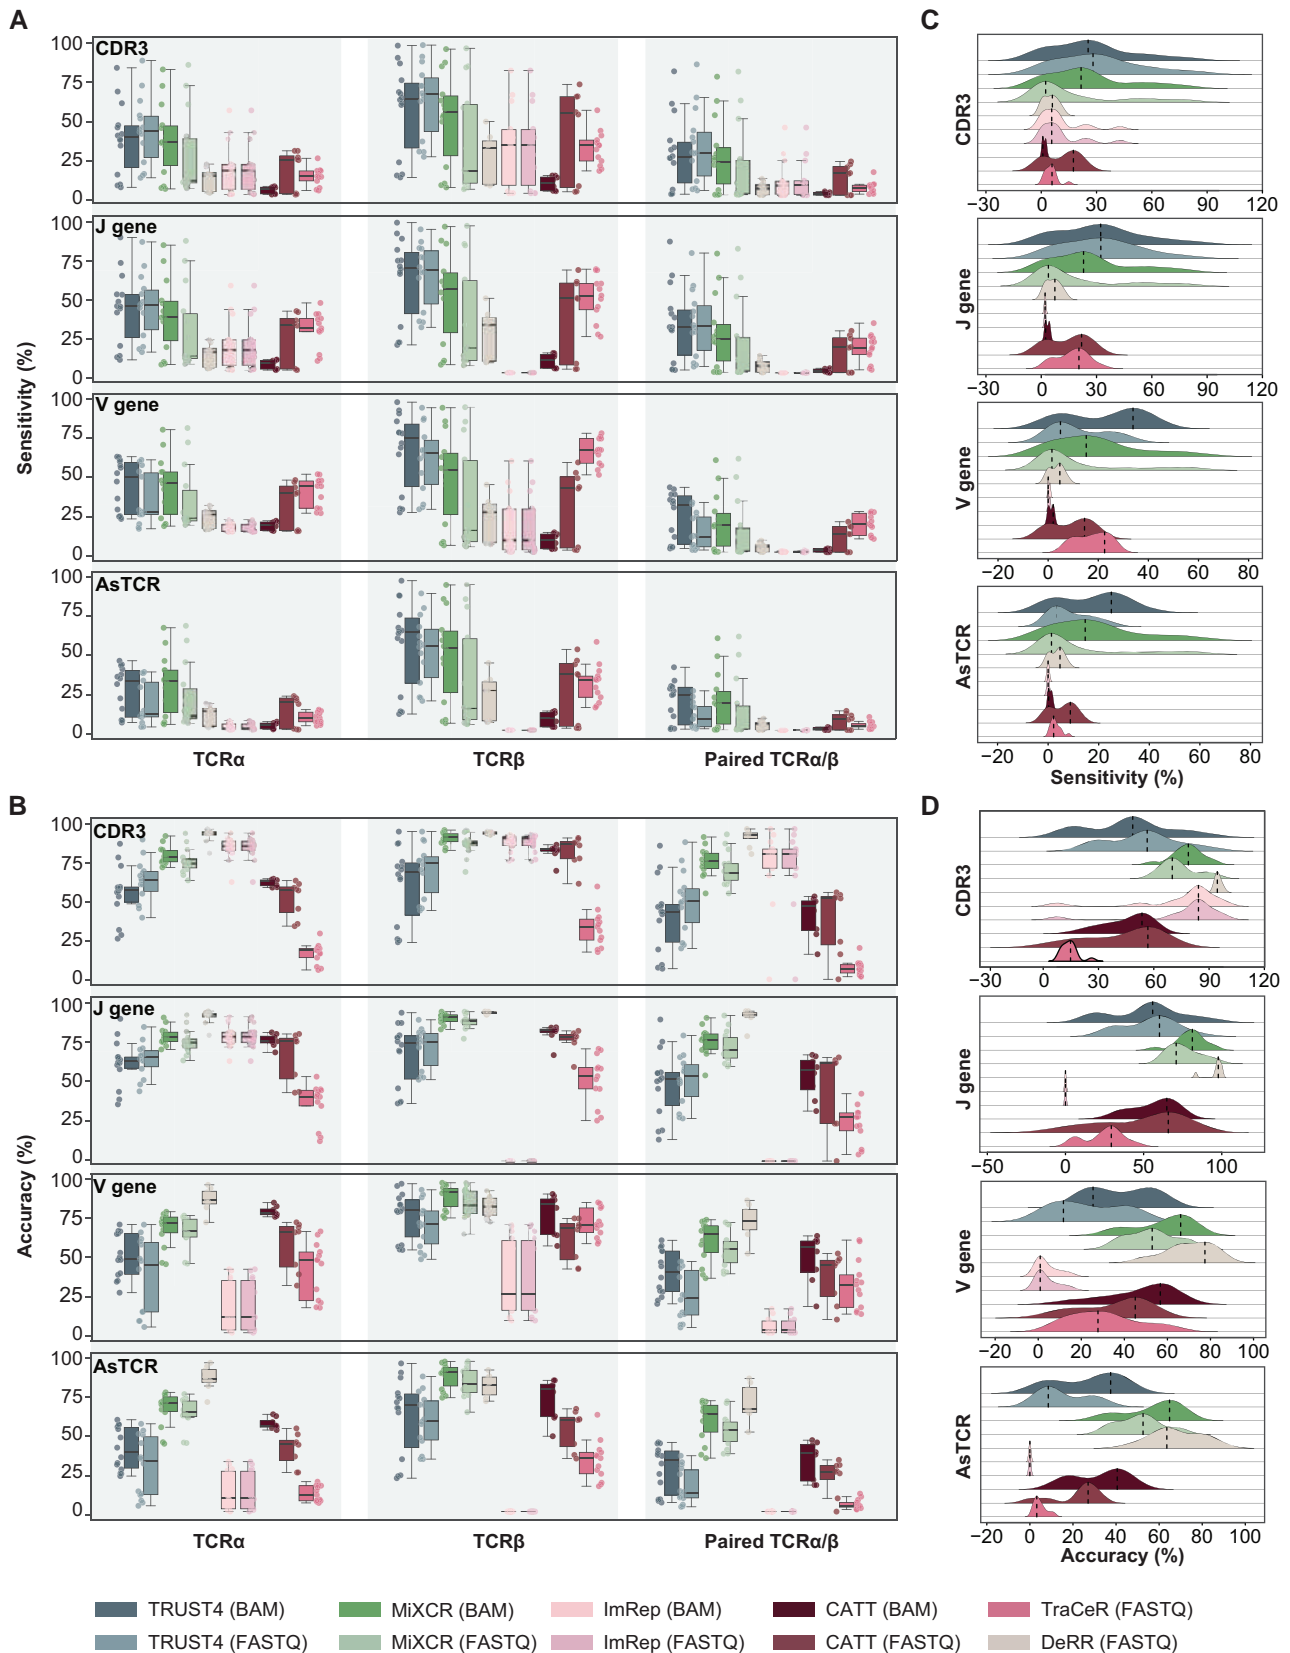 A
Sensitivity (%)
CDR3
100
75
50
25
0
J gene
100
75
50
25
0
V gene
100
75
50
25
0
AsTCR
100
75
50
25
0
TCRα TCRβ Paired TCRα/β
C
CDR3
−30 0 30 60 90 120
J gene
−30 0 30 60 90 120
V gene
−20 0 20 40 60 80
AsTCR
−20 0 20 40 60 80
Sensitivity (%)
B
Accuracy (%)
CDR3
100
75
50
25
0
J gene
100
75
50
25
0
V gene
100
75
50
25
0
AsTCR
100
75
50
25
0
TCRα TCRβ Paired TCRα/β
D
CDR3
−30 0 30 60 90 120
J gene
−50 0 50 100
V gene
−20 0 20 40 60 80 100
AsTCR
−20 0 20 40 60 80 100
Accuracy (%)
TRUST4 (BAM) MiXCR (BAM) ImRep (BAM) CATT (BAM) TraCeR (FASTQ)
TRUST4 (FASTQ) MiXCR (FASTQ) ImRep (FASTQ) CATT (FASTQ) DeRR (FASTQ)